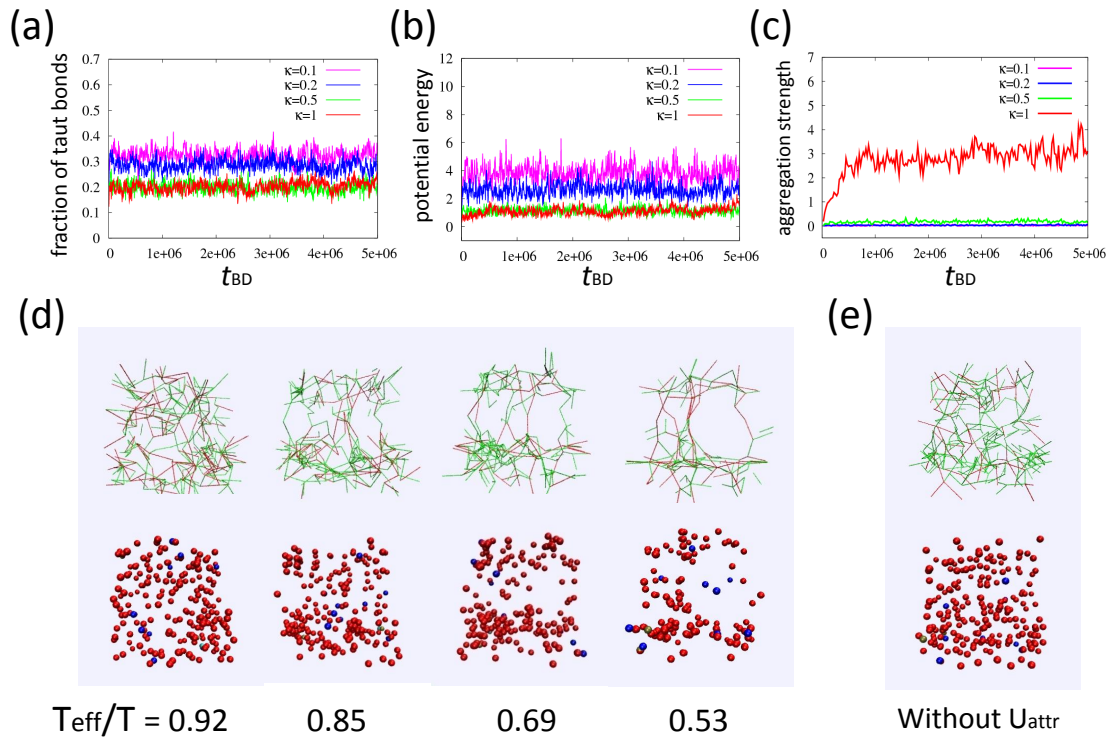 (a)
fraction of taut bonds
0.7
0.6
0.5
0.4
0.3
0.2
0.1
0
κ=0.1
κ=0.2
κ=0.5
κ=1
0
1e+06
2e+06
3e+06
4e+06
5e+06
tBD
(b)
potential energy
12
10
8
6
4
2
0
κ=0.1
κ=0.2
κ=0.5
κ=1
0
1e+06
2e+06
3e+06
4e+06
5e+06
tBD
(c)
aggregation strength
7
6
5
4
3
2
1
0
κ=0.1
κ=0.2
κ=0.5
κ=1
0
1e+06
2e+06
3e+06
4e+06
5e+06
tBD
(d)
Teff/T = 0.92
0.85
0.69
0.53
(e)
Without Uattr